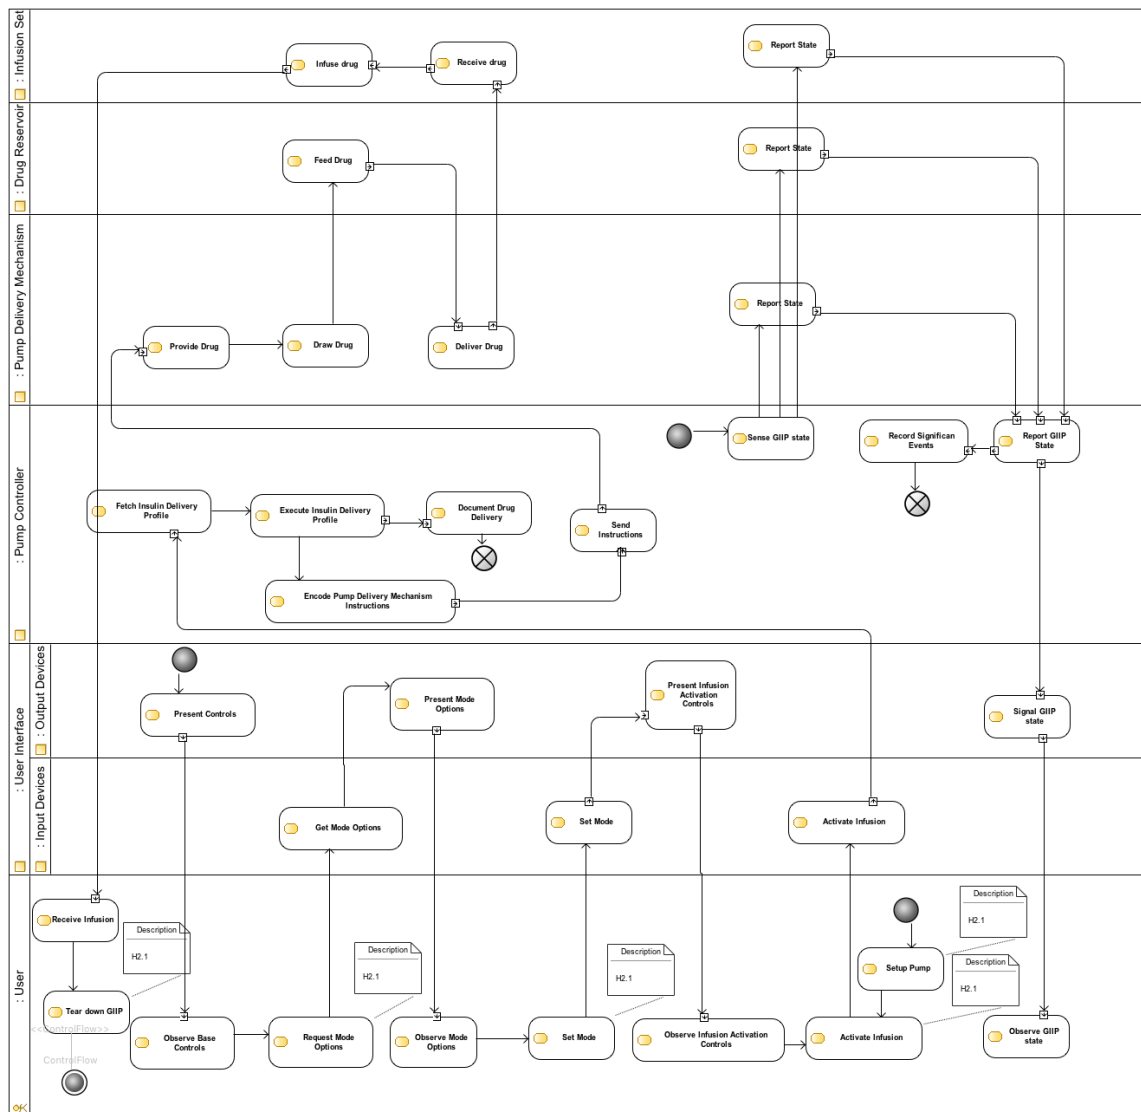 : Infusion Set
Infuse drug
Receive drug
Report State
: Drug Reservoir
Feed Drug
Report State
: Pump Delivery Mechanism
Report State
Provide Drug
Draw Drug
Deliver Drug
: Pump Controller
Sense GIIP state
Record Significan
Events
Report GIIP
State
Fetch Insulin Delivery
Profile
Execute Insulin Delivery
Profile
Document Drug
Delivery
Send
Instructions
Encode Pump Delivery Mechanism
Instructions
: User Interface
: Output Devices
Present Controls
Present Mode
Options
Present Infusion
Activation
Controls
Signal GIIP
state
: Input Devices
Get Mode Options
Set Mode
Activate Infusion
: User
Receive Infusion
Description
H2.1
Description
H2.1
Description
H2.1
Description
H2.1
Description
H2.1
Setup Pump
Tear down GIIP
<<ControlFlow>>
ControlFlow
Observe Base
Controls
Request Mode
Options
Observe Mode
Options
Set Mode
Observe Infusion Activation
Controls
Activate Infusion
Observe GIIP
state